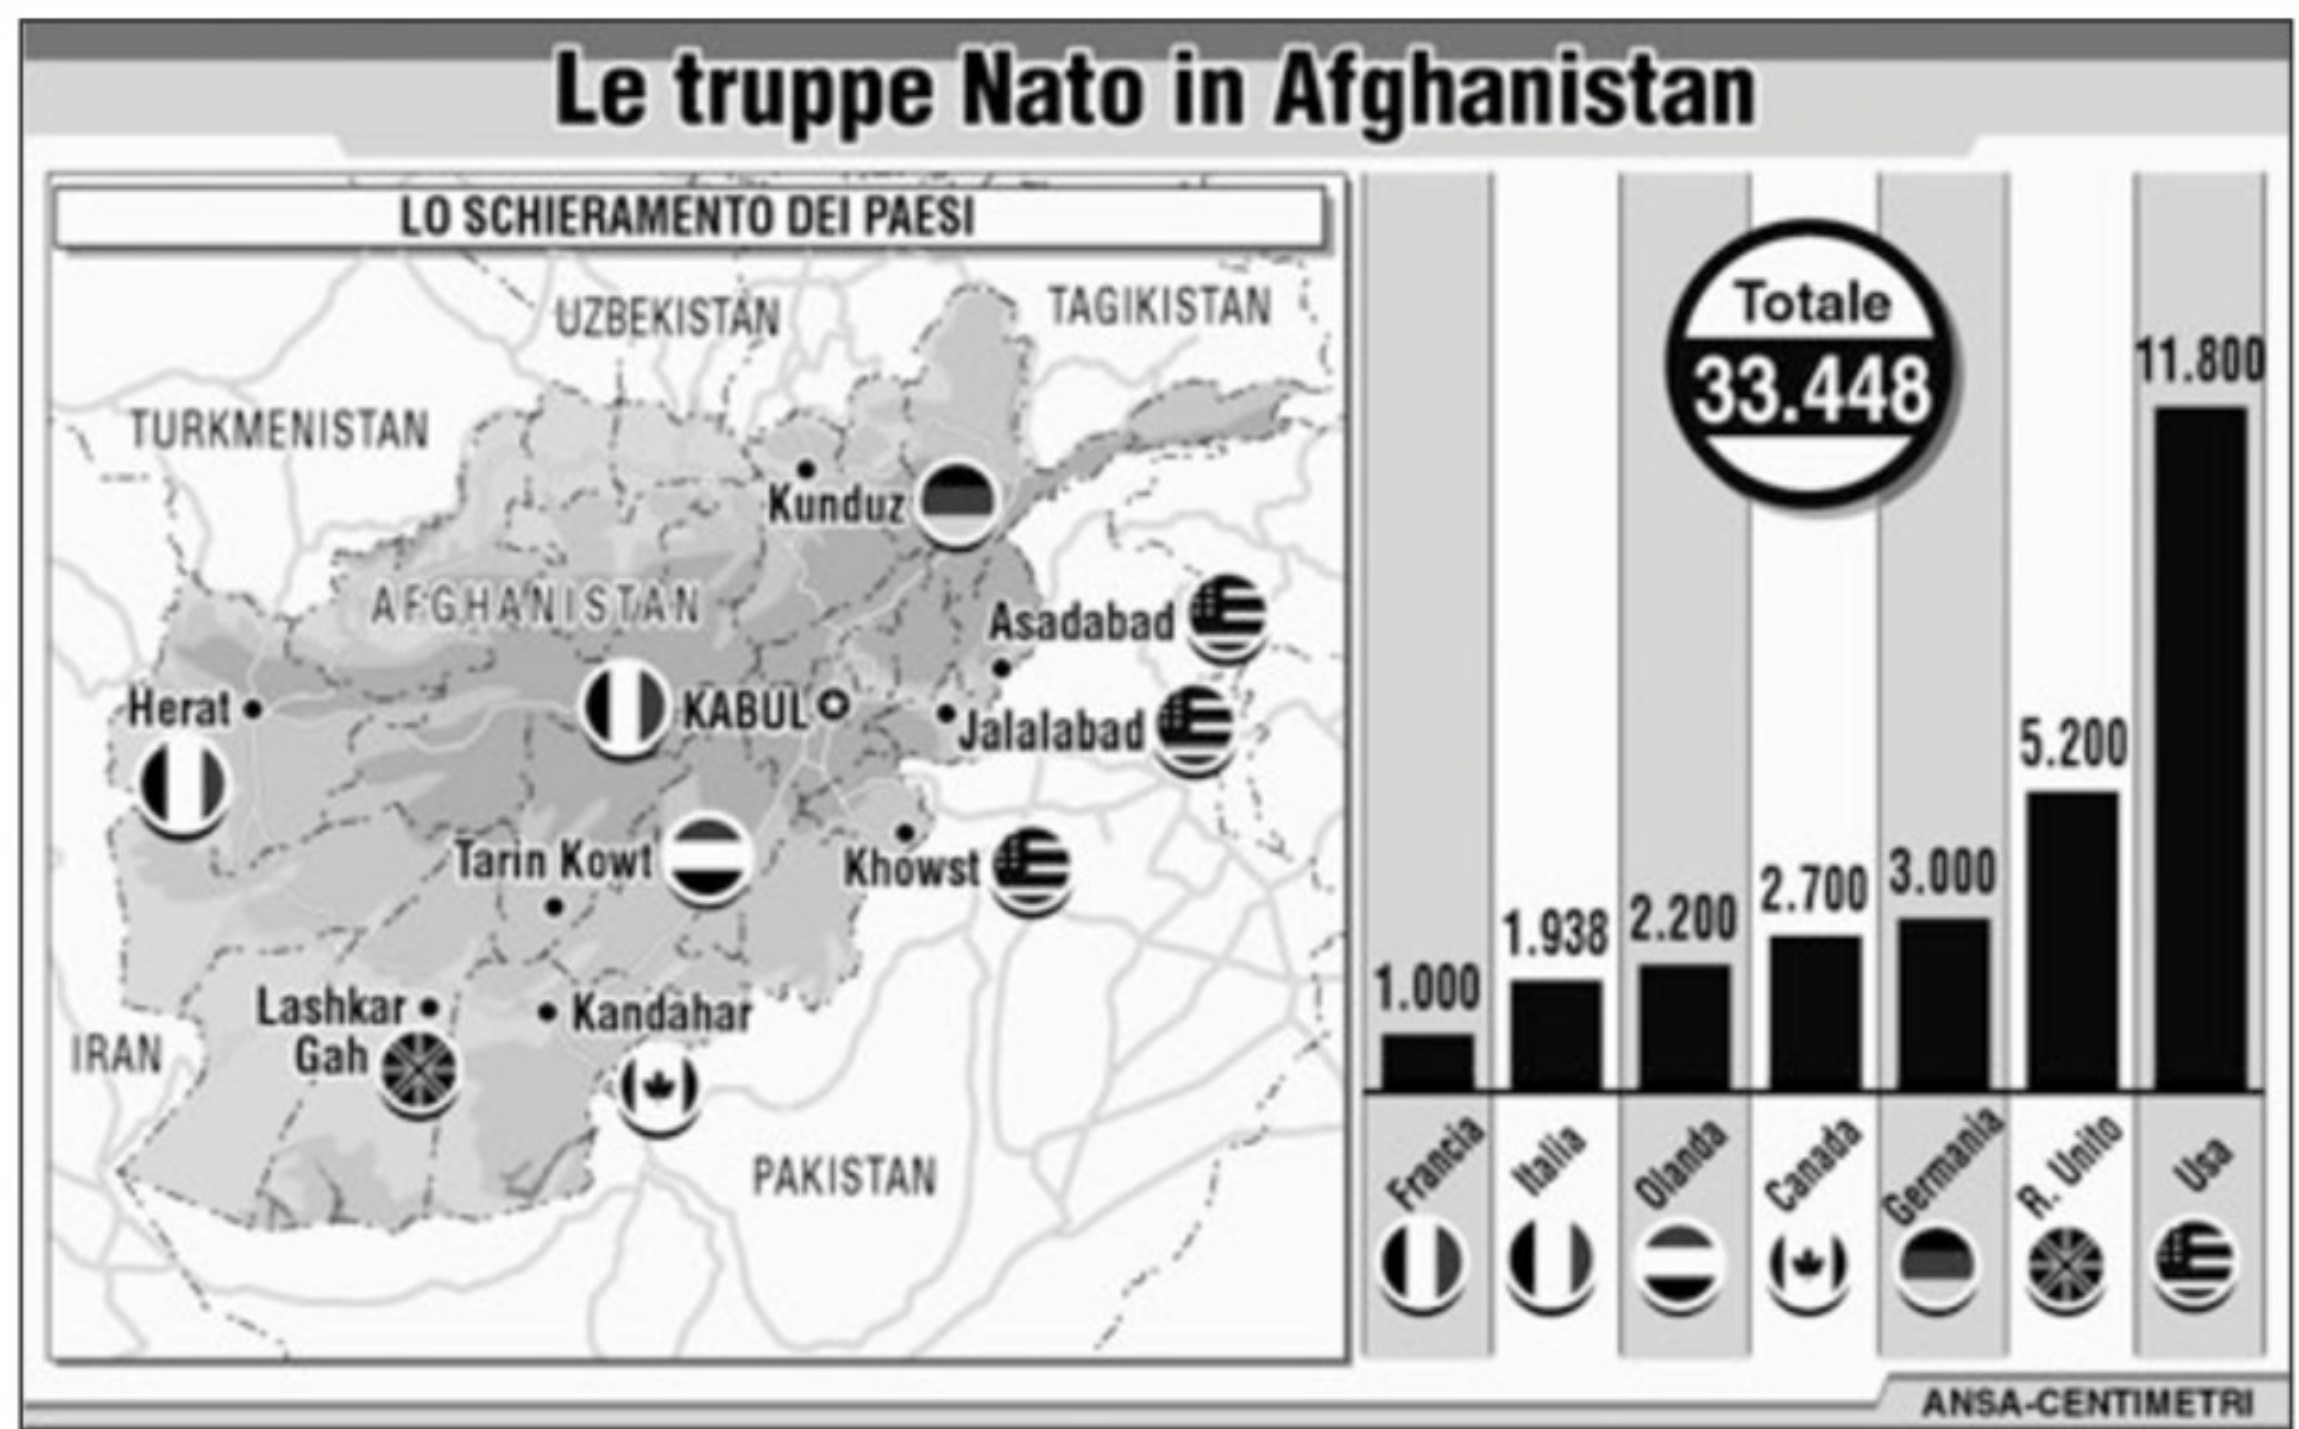 Le truppe Nato in Afghanistan
LO SCHIERAMENTO DEI PAESI
UZBEKISTAN
TAGIKISTAN
TURKMENISTAN
Kunduz
AFGHANISTAN
Asadabad
Herat
KABUL
Jalalabad
Tarin Kowt
Khowst
Lashkar
Gah
Kandahar
IRAN
PAKISTAN
Totale
33.448
1.000
1.938
2.200
2.700
3.000
5.200
11.800
Francia
Italia
Olanda
Canada
Germania
R. Unito
Usa
ANSA-CENTIMETRI